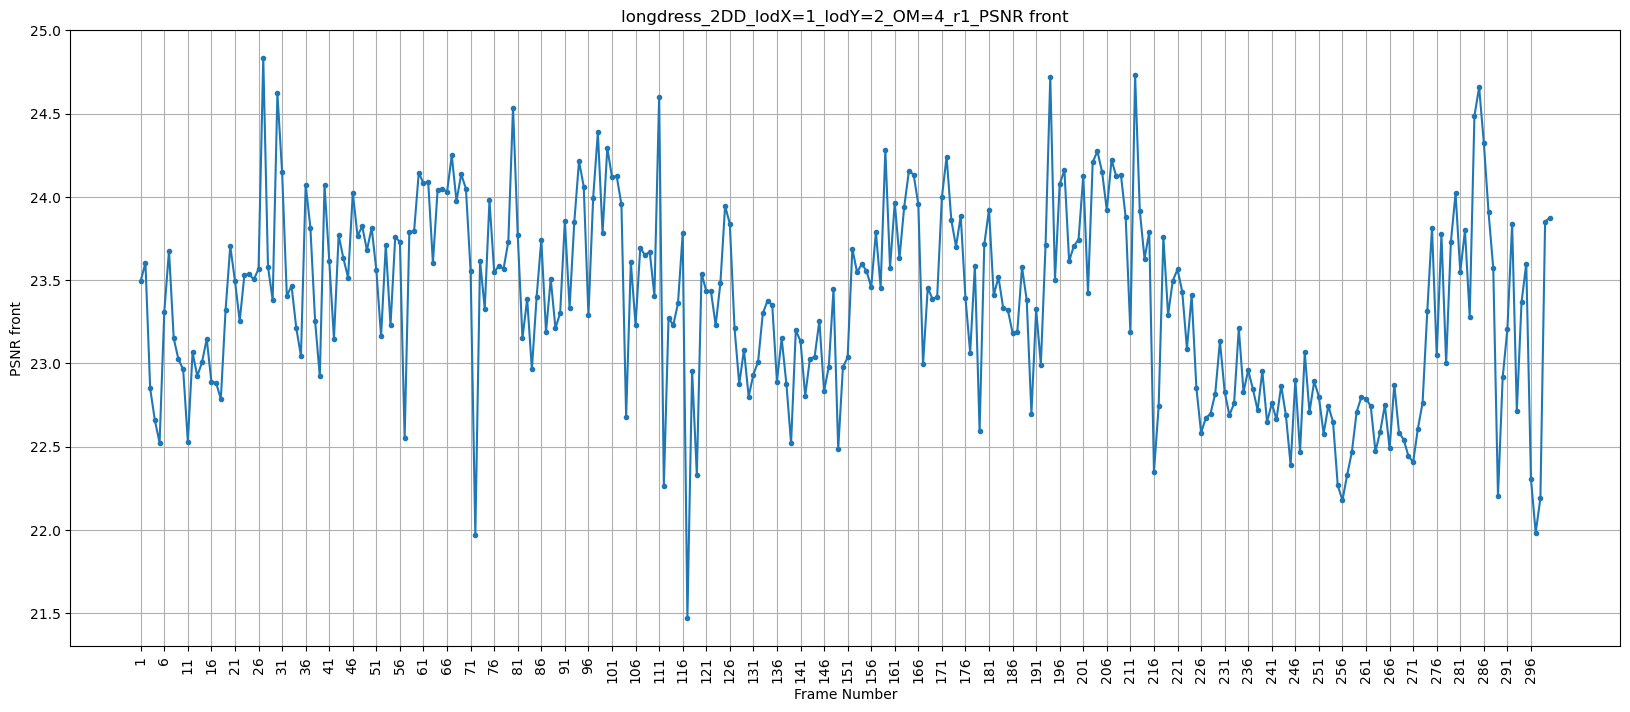 longdress_2DD_lodX=1_lodY=2_OM=4_r1_PSNR front
25.0
24.5
24.0
23.5
23.0
22.5
22.0
21.5
PSNR front
1 6 11 16 21 26 31 36 41 46 51 56 61 66 71 76 81 86 91 96 101 106 111 116 121 126 131 136 141 146 151 156 161 166 171 176 181 186 191 196 201 206 211 216 221 226 231 236 241 246 251 256 261 266 271 276 281 286 291 296
Frame Number